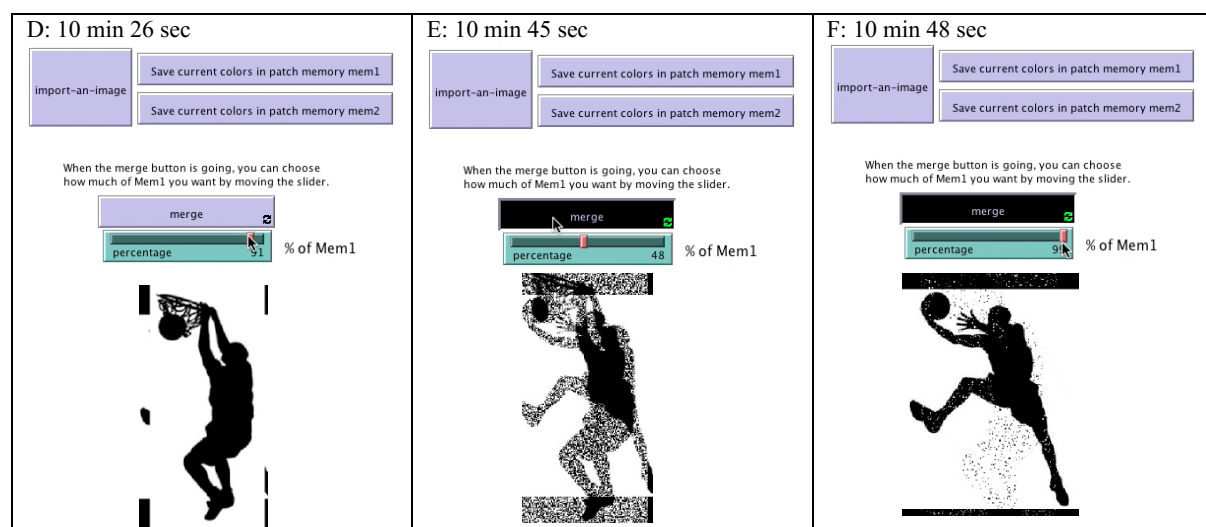 D: 10 min 26 sec
import-an-image
Save current colors in patch memory mem1
Save current colors in patch memory mem2
When the merge button is going, you can choose
how much of Mem1 you want by moving the slider.
merge
percentage 91
% of Mem1
E: 10 min 45 sec
import-an-image
Save current colors in patch memory mem1
Save current colors in patch memory mem2
When the merge button is going, you can choose
how much of Mem1 you want by moving the slider.
merge
percentage 48
% of Mem1
F: 10 min 48 sec
import-an-image
Save current colors in patch memory mem1
Save current colors in patch memory mem2
When the merge button is going, you can choose
how much of Mem1 you want by moving the slider.
merge
percentage
% of Mem1